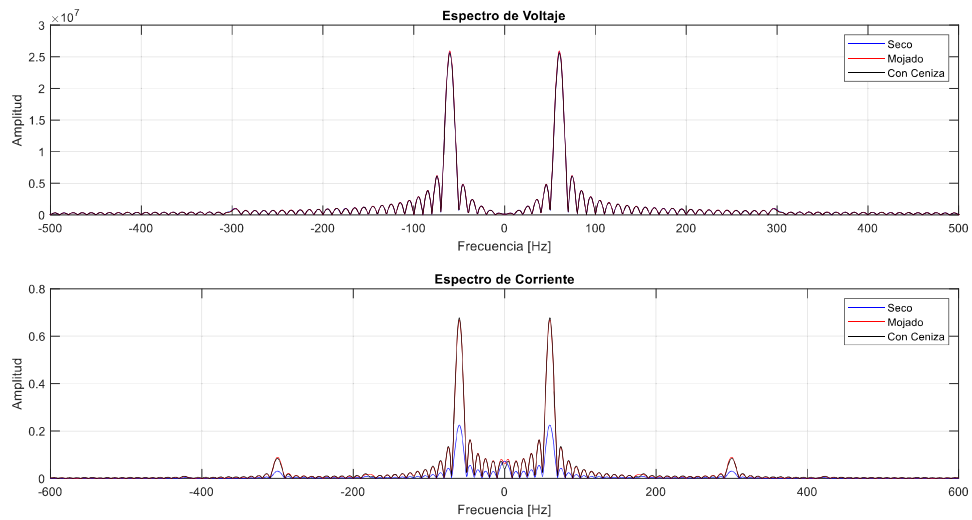 Espectro de Voltaje
×10⁷
3
2.5
2
1.5
1
0.5
0
Amplitud
-500 -400 -300 -200 -100 0 100 200 300 400 500
Frecuencia [Hz]
Seco
Mojado
Con Ceniza
Espectro de Corriente
0.8
0.6
0.4
0.2
0
Amplitud
-600 -400 -200 0 200 400 600
Frecuencia [Hz]
Seco
Mojado
Con Ceniza